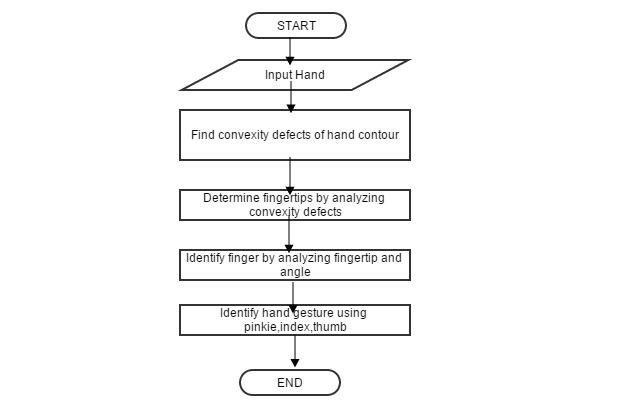 START
Input Hand
Find convexity defects of hand contour
Determine fingertips by analyzing
convexity defects
Identify finger by analyzing fingertip and
angle
Identify hand gesture using
pinkie,index,thumb
END